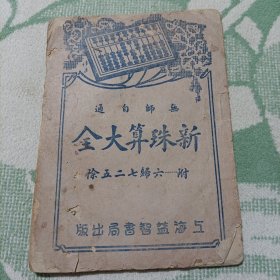 無師自通
新珠算大全
附一六歸七二五除
上海益智書局出版